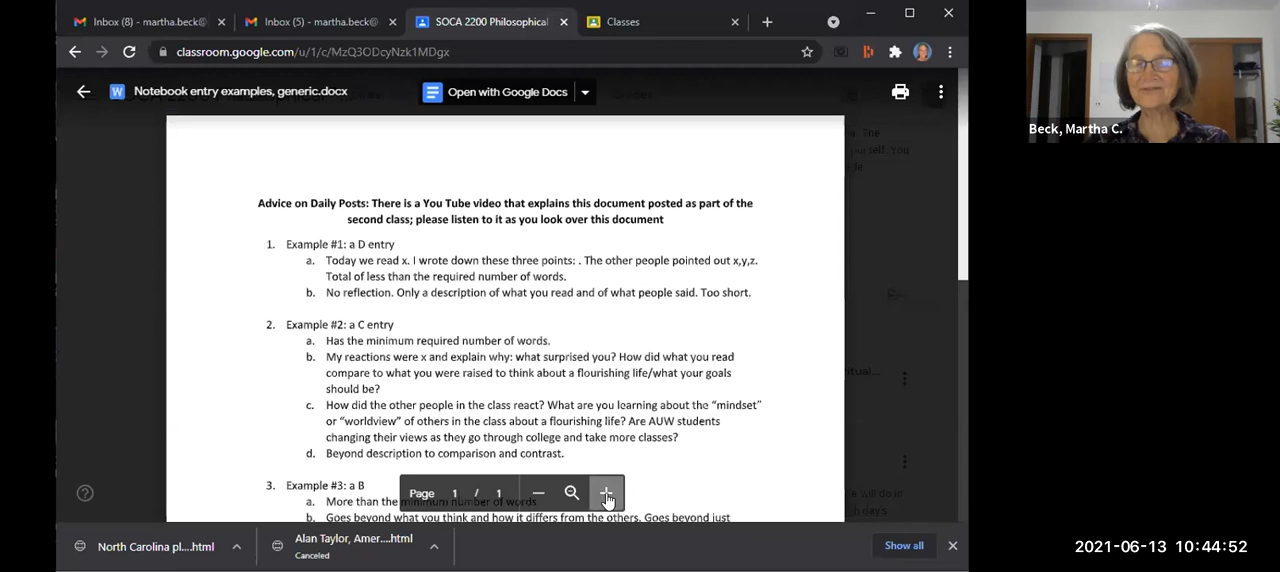 Inbox (8) - martha.beck@
Inbox (5) - martha.beck@
SOCA 2200 Philosophical
Classes
classroom.google.com/u/1/c/MzQ3ODcyNzk1MDgx
Notebook entry examples, generic.docx
Open with Google Docs
Beck, Martha C.
Advice on Daily Posts: There is a You Tube video that explains this document posted as part of the
second class; please listen to it as you look over this document
1. Example #1: a D entry
a. Today we read x. I wrote down these three points: . The other people pointed out x,y,z.
Total of less than the required number of words.
b. No reflection. Only a description of what you read and of what people said. Too short.
2. Example #2: a C entry
a. Has the minimum required number of words.
b. My reactions were x and explain why: what surprised you? How did what you read
compare to what you were raised to think about a flourishing life/what your goals
should be?
c. How did the other people in the class react? What are you learning about the “mindset”
or “worldview” of others in the class about a flourishing life? Are AUW students
changing their views as they go through college and take more classes?
d. Beyond description to comparison and contrast.
3. Example #3: a B
a. More than the minimum number of words
b. Goes beyond what you think and how it differs from the others. Goes beyond just
Page 1 / 1
North Carolina pl....html
Alan Taylor, Amer....html
Canceled
Show all
2021-06-13 10:44:52